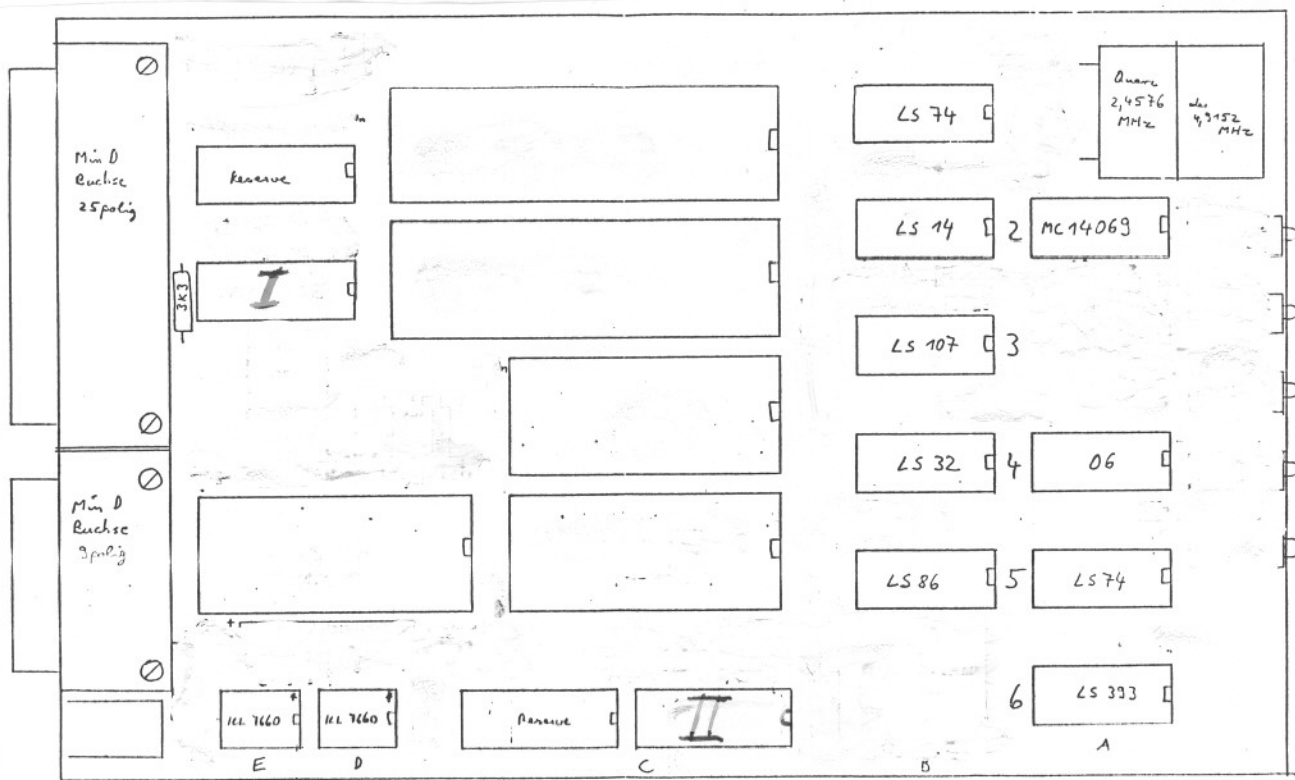 Min D
Buchse
25polig
Reserve
3K3
I
Min D
Buchse
9polig
LS 74
Quarz
2,4576
MHz
oder
4,9152
MHz
LS 14
2
MC14069
LS 107
3
LS 32
4
06
LS 86
5
LS 74
6
LS 393
ICL 7660
ICL 7660
Reserve
II
E
D
C
B
A